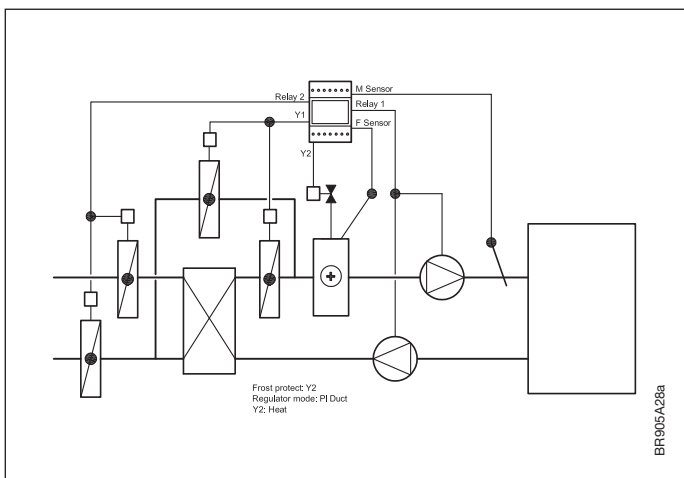 M Sensor
Relay 2
Relay 1
Y1
F Sensor
Y2
Frost protect: Y2
Regulator mode: PI Duct
Y2: Heat
BR905A28a